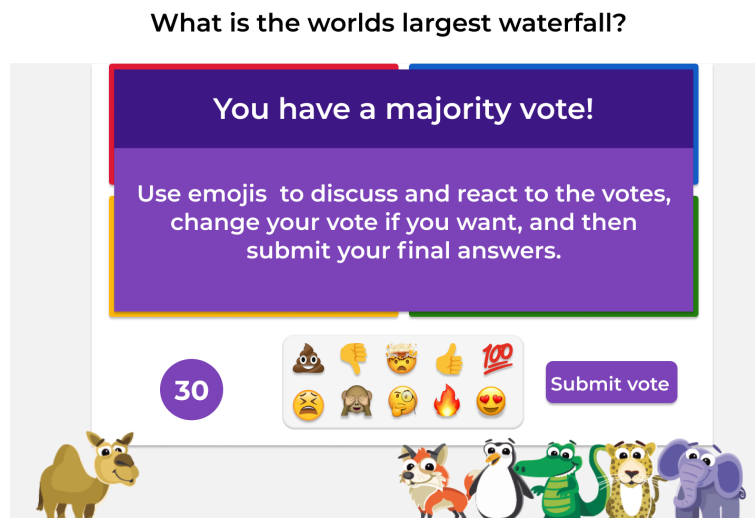 What is the worlds largest waterfall?
You have a majority vote!
Use emojis  to discuss and react to the votes,
change your vote if you want, and then
submit your final answers.
100
30
Submit vote